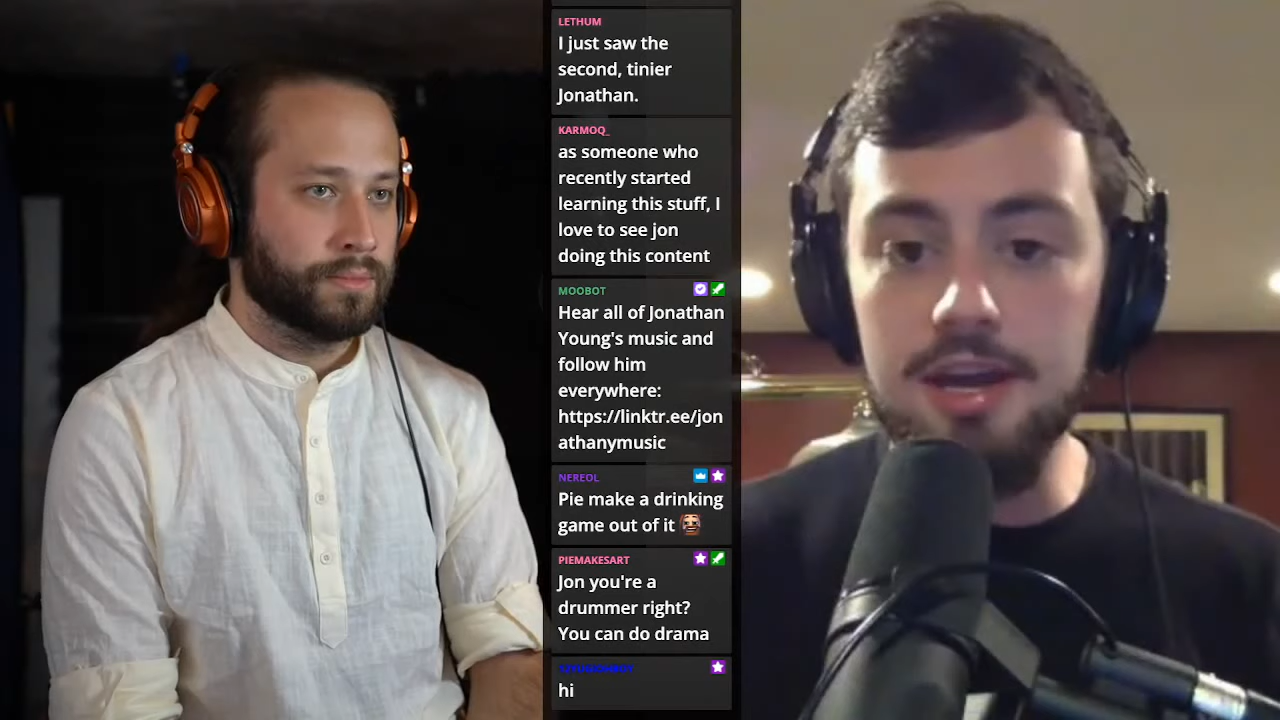 LETHUM
I just saw the
second, tinier
Jonathan.
KARMOQ_
as someone who
recently started
learning this stuff, I
love to see jon
doing this content
MOOBOT
Hear all of Jonathan
Young's music and
follow him
everywhere:
https://linktr.ee/jon
athanymusic
NEREOL
Pie make a drinking
game out of it
PIEMAKESART
Jon you're a
drummer right?
You can do drama
hi